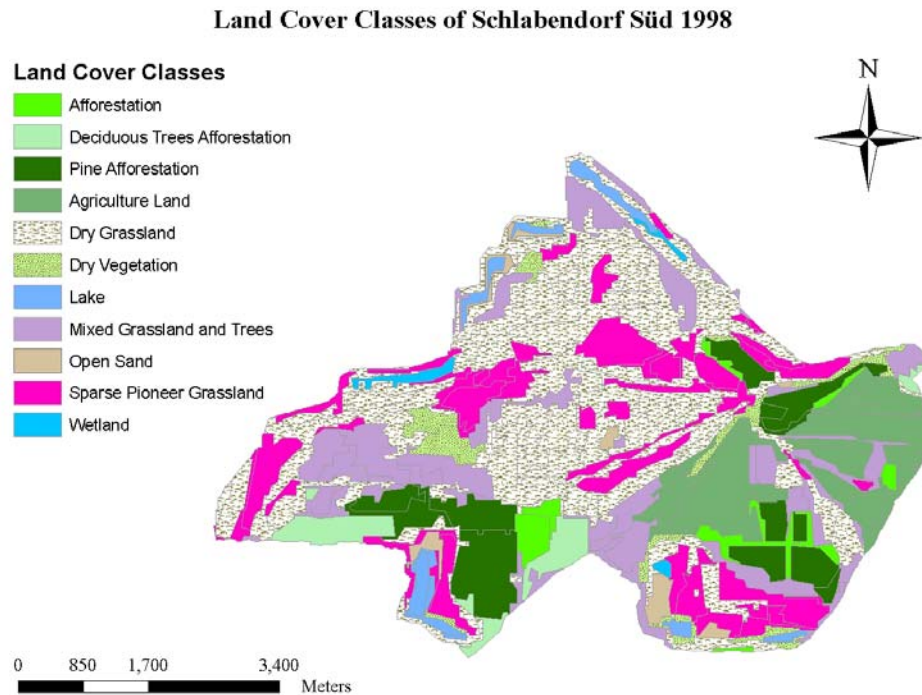 Land Cover Classes of Schlabendorf Süd 1998
N
Land Cover Classes
Afforestation
Deciduous Trees Afforestation
Pine Afforestation
Agriculture Land
Dry Grassland
Dry Vegetation
Lake
Mixed Grassland and Trees
Open Sand
Sparse Pioneer Grassland
Wetland
0 850 1,700 3,400
Meters